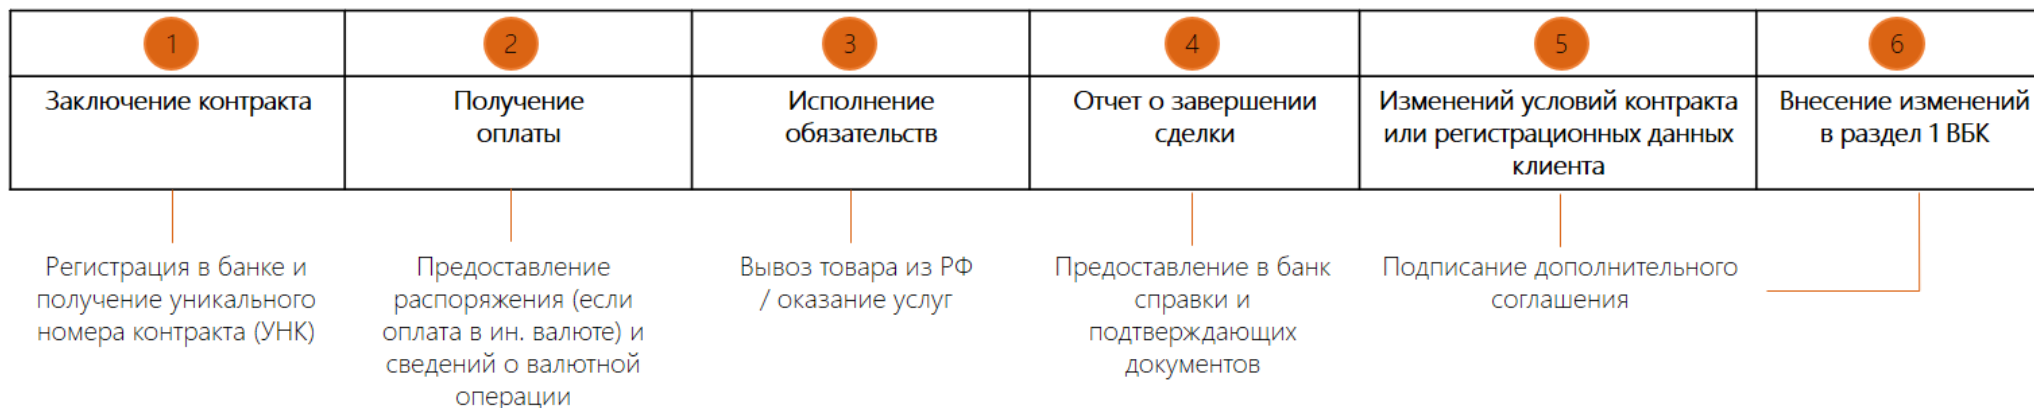 1
2
3
4
5
6
Заключение контракта
Получение
оплаты
Исполнение
обязательств
Отчет о завершении
сделки
Изменений условий контракта
или регистрационных данных
клиента
Внесение изменений
в раздел 1 ВБК
Регистрация в банке и
получение уникального
номера контракта (УНК)
Предоставление
распоряжения (если
оплата в ин. валюте) и
сведений о валютной
операции
Вывоз товара из РФ
/ оказание услуг
Предоставление в банк
справки и
подтверждающих
документов
Подписание дополнительного
соглашения